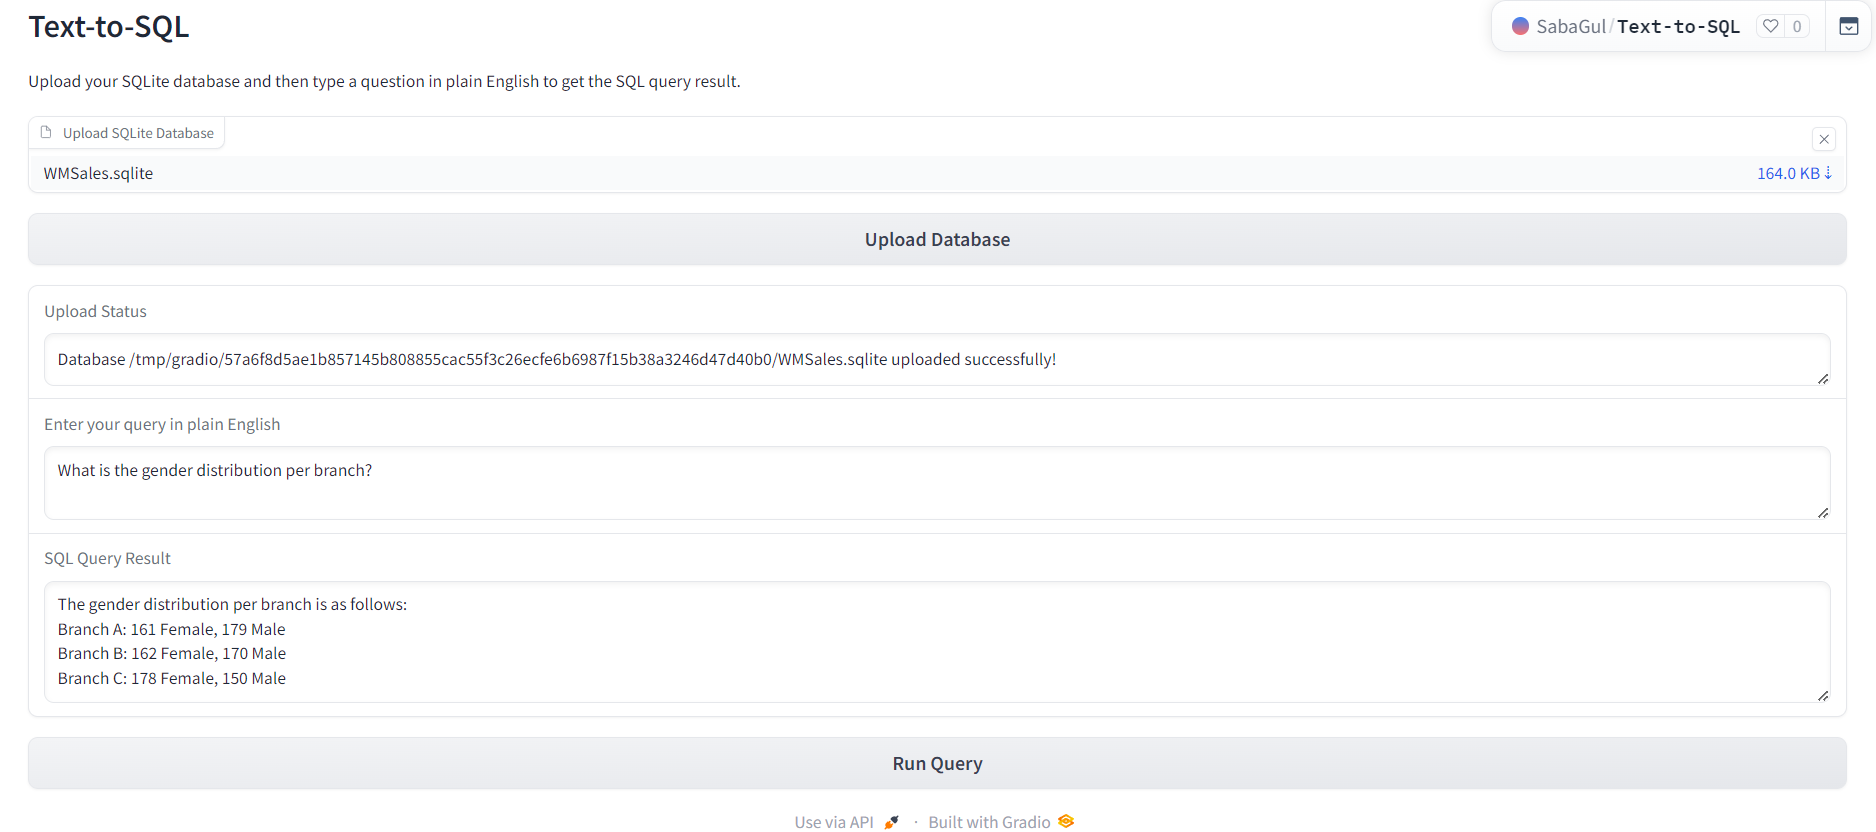 Text-to-SQL
SabaGul/Text-to-SQL
0
Upload your SQLite database and then type a question in plain English to get the SQL query result.
Upload SQLite Database
WMSales.sqlite
164.0 KB ↓
Upload Database
Upload Status
Database /tmp/gradio/57a6f8d5ae1b857145b808855cac55f3c26ecfe6b6987f15b38a3246d47d40b0/WMSales.sqlite uploaded successfully!
Enter your query in plain English
What is the gender distribution per branch?
SQL Query Result
The gender distribution per branch is as follows:
Branch A: 161 Female, 179 Male
Branch B: 162 Female, 170 Male
Branch C: 178 Female, 150 Male
Run Query
Use via API · Built with Gradio